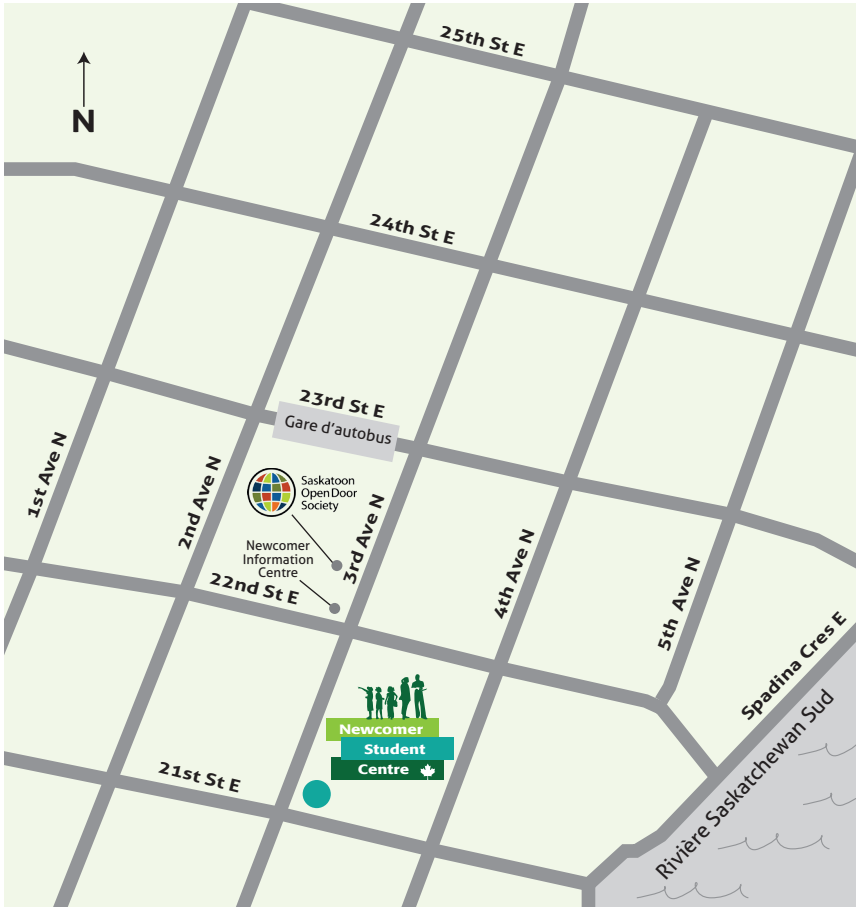 25th St E
N
24th St E
23rd St E
Gare d'autobus
1st Ave N
2nd Ave N
Saskatoon
Open Door
Society
3rd Ave N
Newcomer
Information
Centre
22nd St E
4th Ave N
5th Ave N
Spadina Cres E
Rivière Saskatchewan Sud
Newcomer
Student
Centre
21st St E